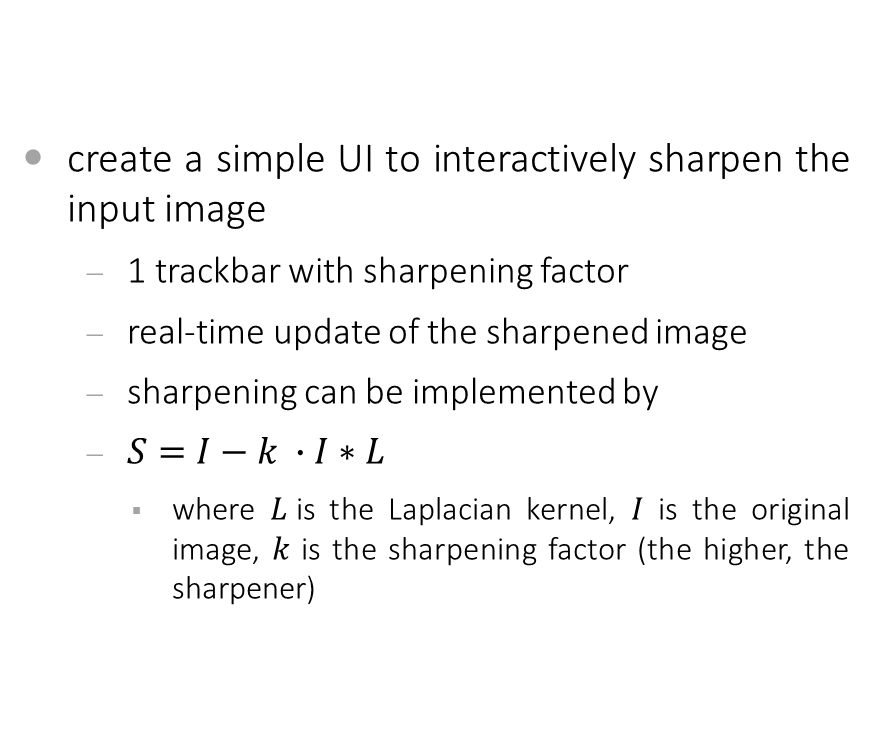 • create a simple UI to interactively sharpen the
input image
– 1 trackbar with sharpening factor
– real-time update of the sharpened image
– sharpening can be implemented by
– S = I − k · I ∗ L
▪ where L is the Laplacian kernel, I is the original
image, k is the sharpening factor (the higher, the
sharpener)